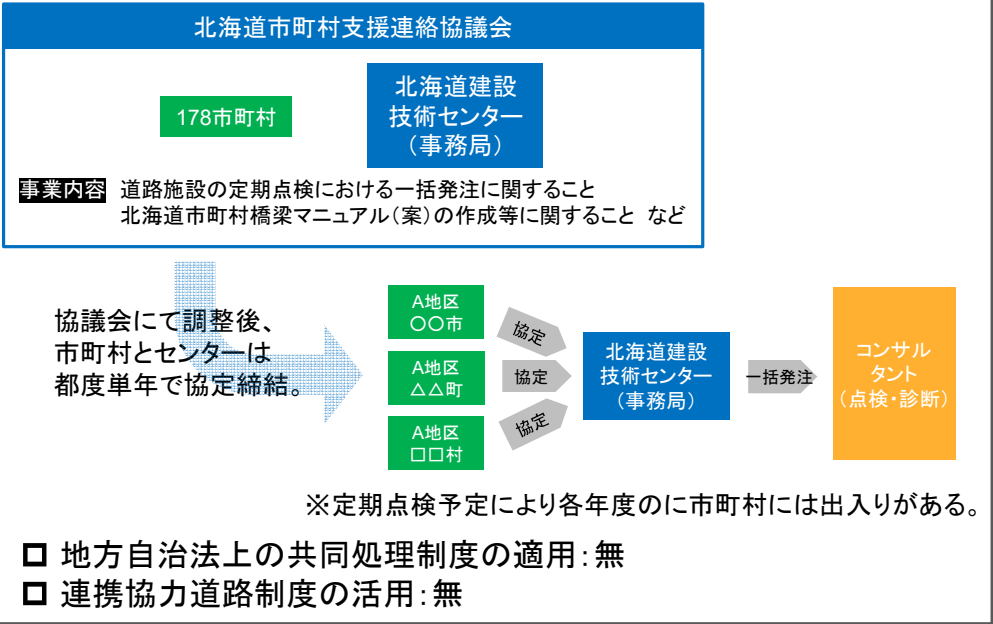 北海道市町村支援連絡協議会
178市町村
北海道建設
技術センター
（事務局）
事業内容 道路施設の定期点検における一括発注に関すること
北海道市町村橋梁マニュアル（案）の作成等に関すること など
協議会にて調整後、
市町村とセンターは
都度単年で協定締結。
A地区
〇〇市
A地区
△△町
A地区
□□村
協定
協定
協定
北海道建設
技術センター
（事務局）
一括発注
コンサル
タント
（点検・診断）
※定期点検予定により各年度のに市町村には出入りがある。
□ 地方自治法上の共同処理制度の適用：無
□ 連携協力道路制度の活用：無